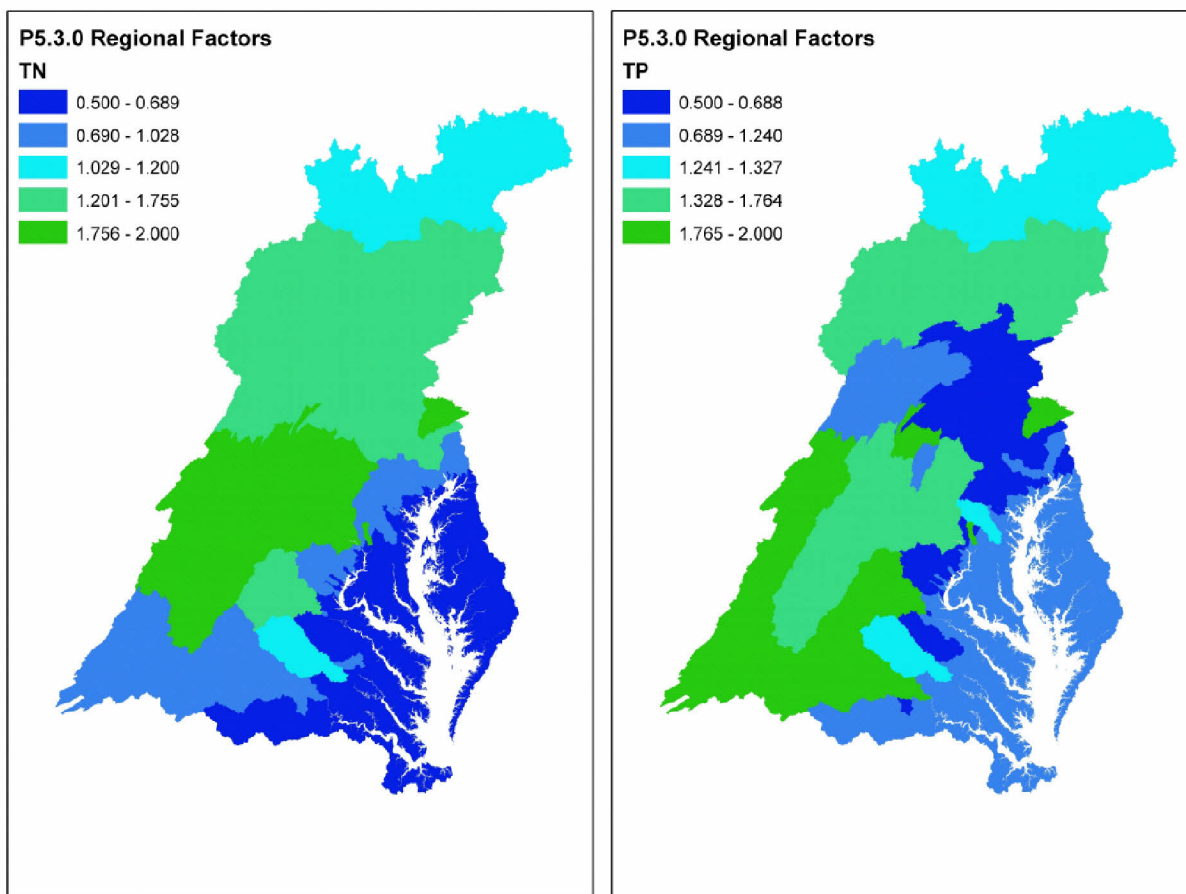 P5.3.0 Regional Factors
TN
0.500 - 0.689
0.690 - 1.028
1.029 - 1.200
1.201 - 1.755
1.756 - 2.000
P5.3.0 Regional Factors
TP
0.500 - 0.688
0.689 - 1.240
1.241 - 1.327
1.328 - 1.764
1.765 - 2.000